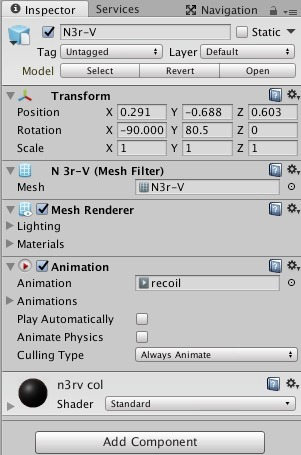 Inspector Services Navigation
N3r-V Static
Tag Untagged Layer Default
Model Select Revert Open
Transform
Position X 0.291 Y -0.688 Z 0.603
Rotation X -90.000 Y 80.5 Z 0
Scale X 1 Y 1 Z 1
N 3r-V (Mesh Filter)
Mesh N3r-V
Mesh Renderer
Lighting
Materials
Animation
Animation recoil
Animations
Play Automatically
Animate Physics
Culling Type Always Animate
n3rv col
Shader Standard
Add Component